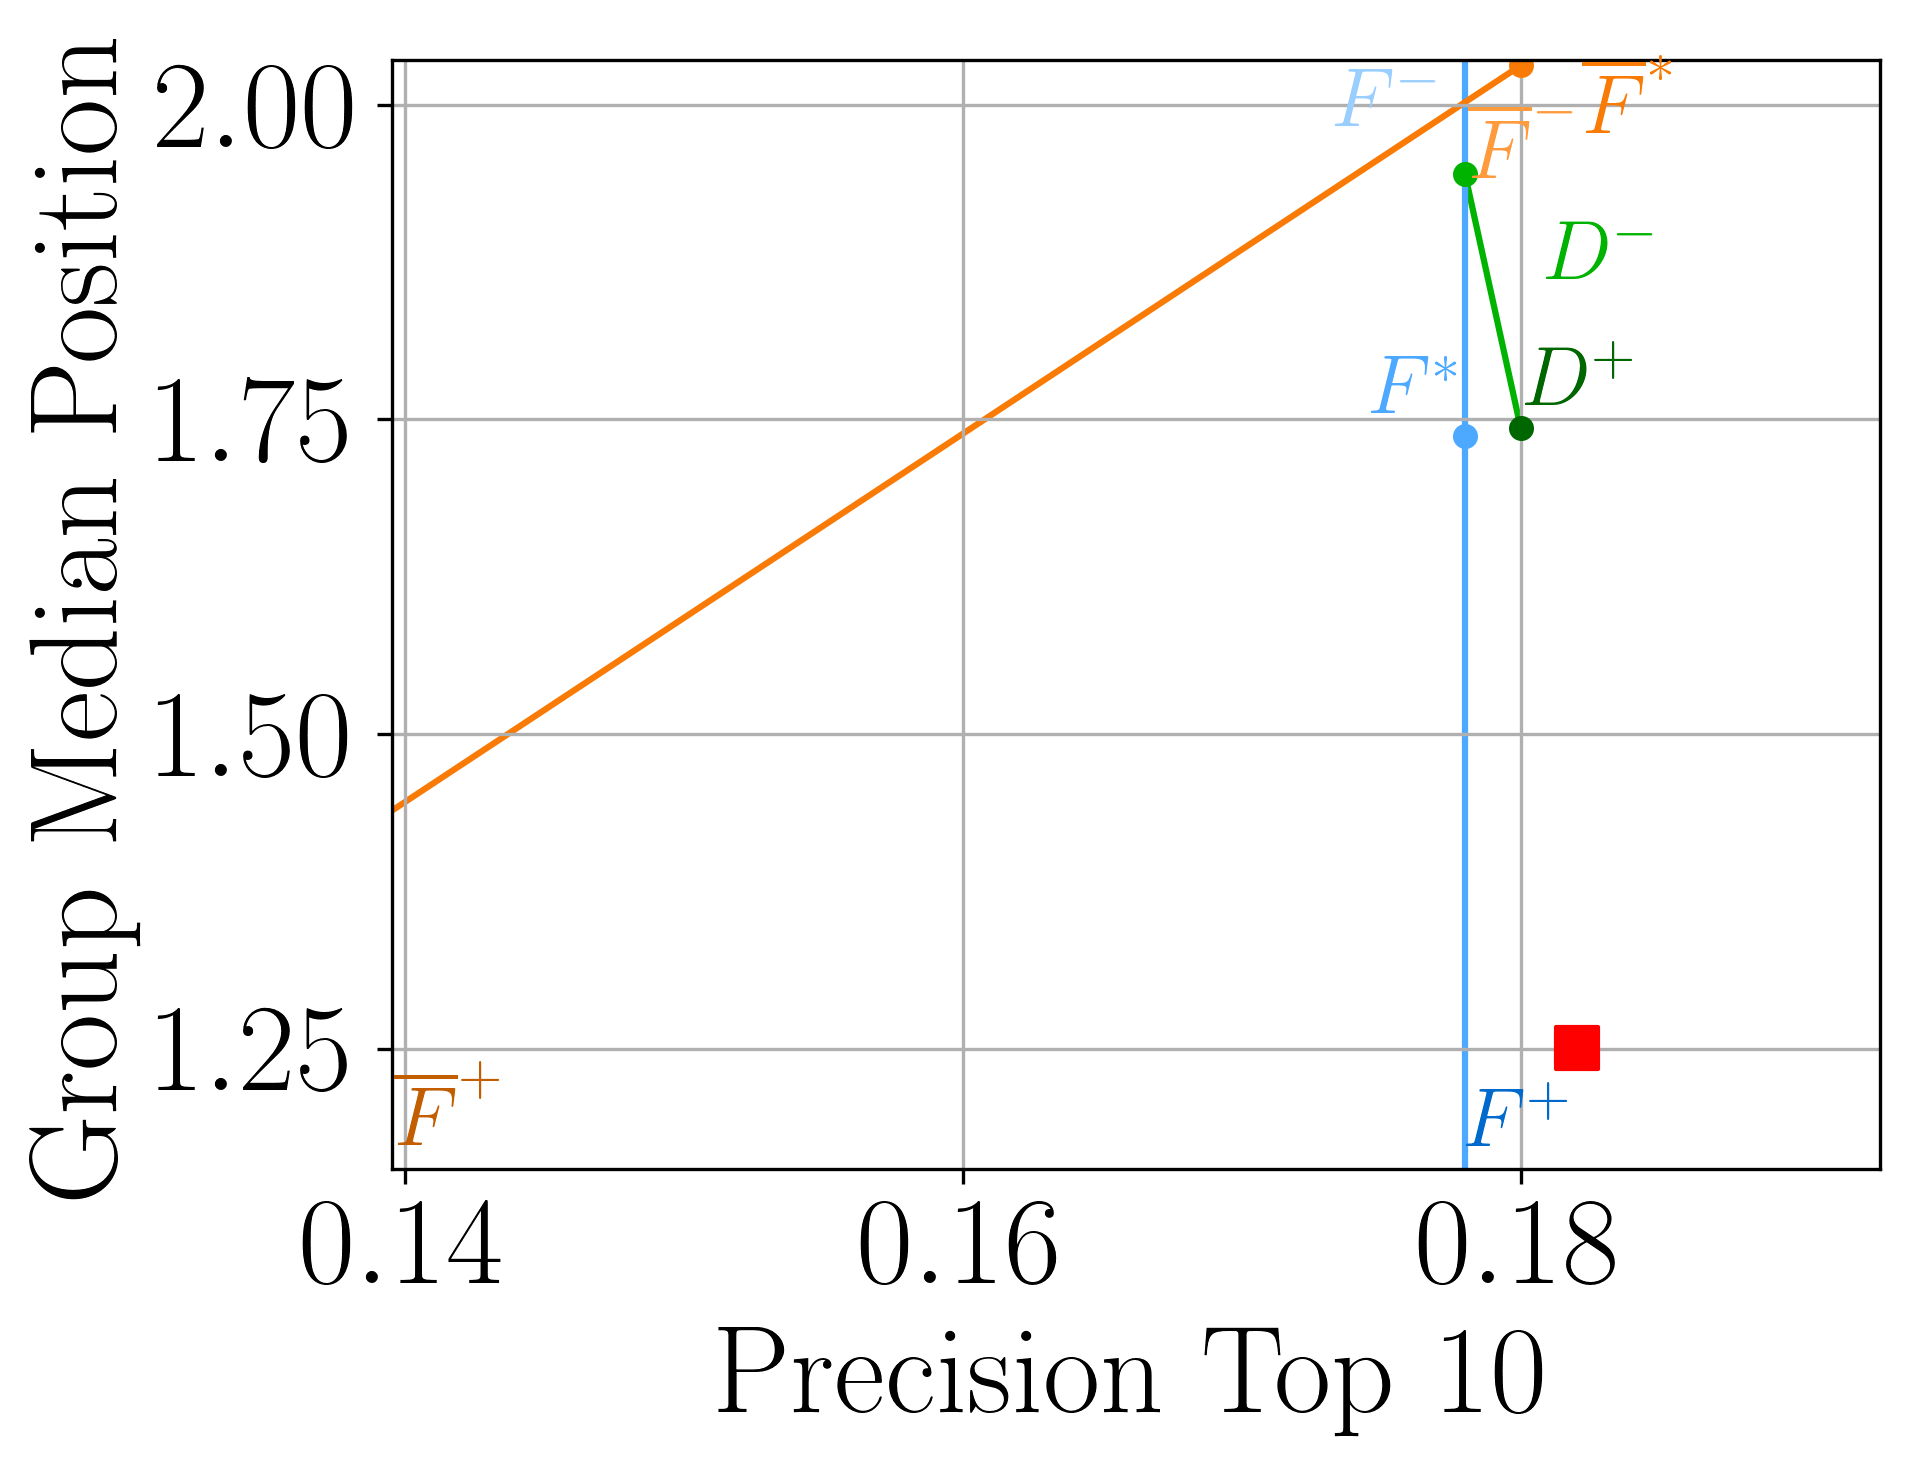 Group Median Position
2.00
1.75
1.50
1.25
F⁻
F̅*
F̅⁻
D⁻
F*
D⁺
F̅⁺
F⁺
0.14 0.16 0.18
Precision Top 10